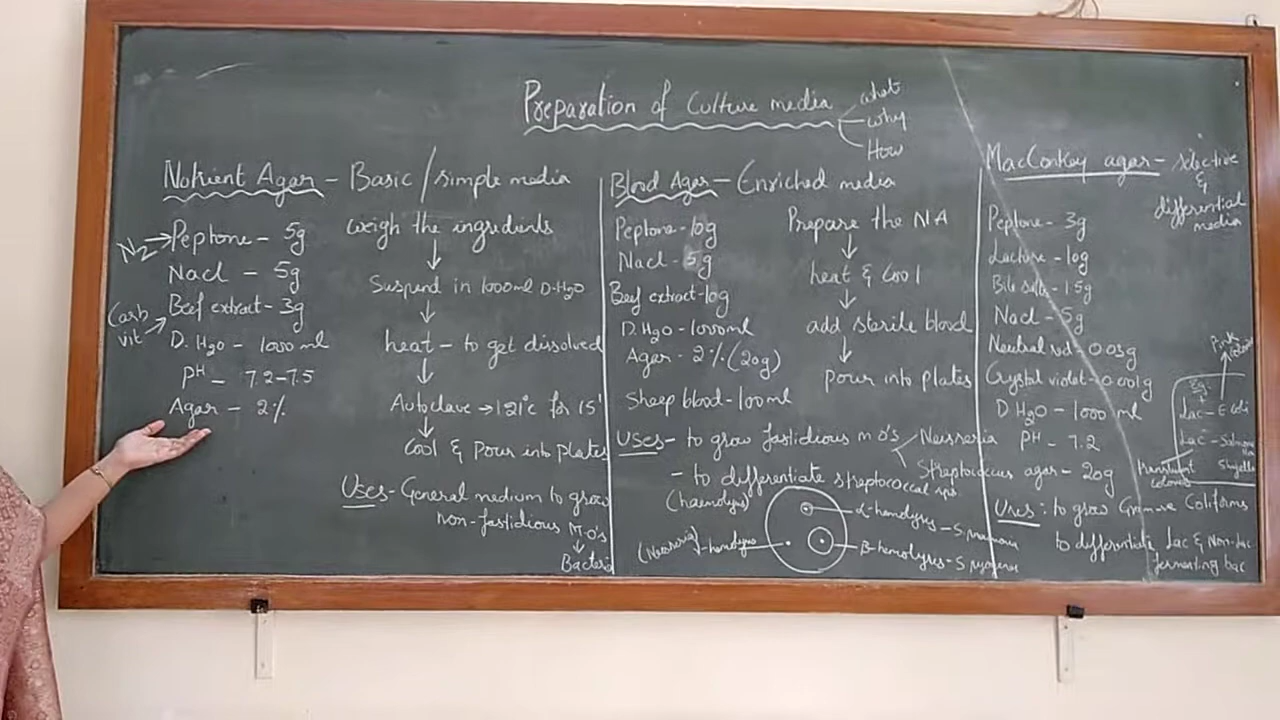 Preparation of Culture media
what
why
How
Nutrient Agar - Basic / simple media
N2 → Peptone - 5g
Nacl - 5g
Carb
vit → Beef extract - 3g
D. H2O - 1000 ml
PH - 7.2-7.5
Agar - 2%
weigh the ingredients
↓
Suspend in 1000ml D.H2O
↓
heat - to get dissolved
↓
Autoclave → 121°c for 15'
↓
Cool & Pour into plates
Uses - General medium to grow
non-fastidious M.O's
↓
Bacteria
Blood Agar - Enriched media
Peptone - 10g
Nacl - 5g
Beef extract - 10g
D. H2O - 1000ml
Agar - 2% (20g)
Sheep blood - 100ml
Prepare the NA
↓
heat & Cool
↓
add sterile blood
↓
Pour into plates
Uses - to grow fastidious m o's
Neisseria
Streptococcus
- to differentiate streptococcal
(haemolysis)
α-hemolysis -
β-hemolysis -
-hemolysis
MacConkey agar - selective
&
differential
media
Peptone - 3g
Lactose - 10g
Bile salts - 1.5g
Nacl - 5g
Neutral red - 0.03g
Crystal violet - 0.001g
D. H2O - 1000 ml
PH - 7.2
agar - 20g
Pink
Eg.
Lac - E coli
Lac -
Shigella
Uses : to grow Gram -ve Coliforms
to differentiate Lac & Non-Lac
fermenting bac